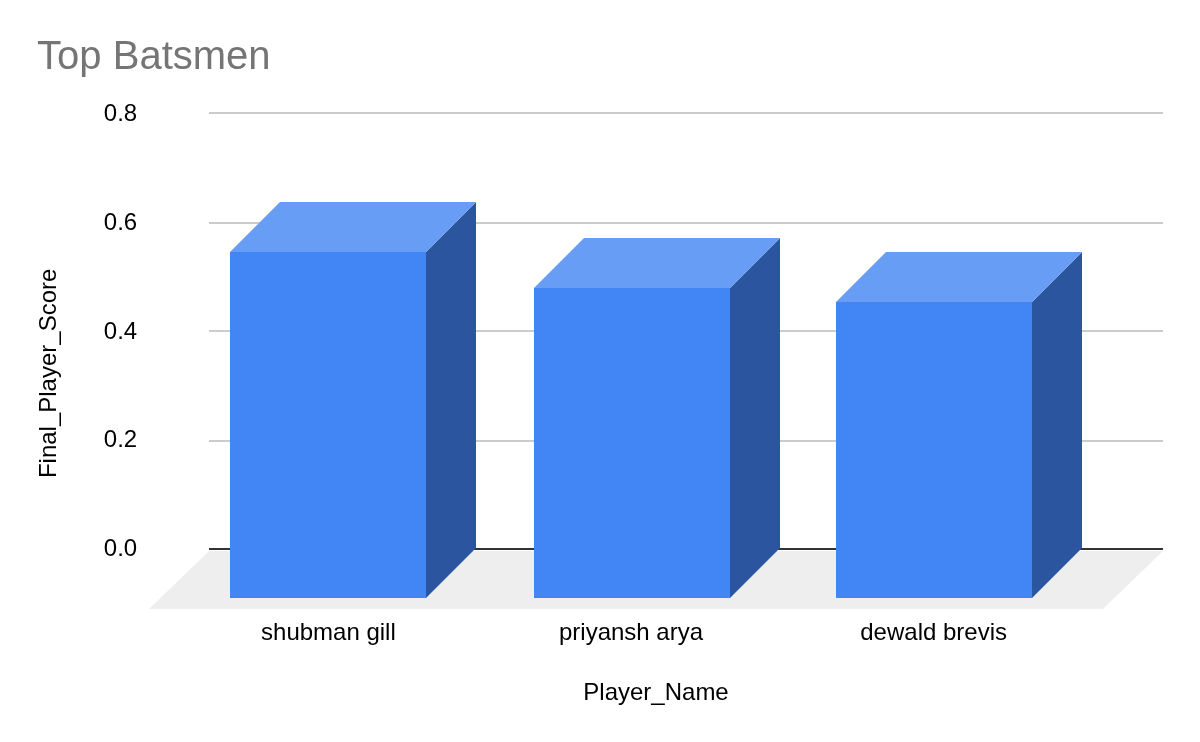 Top Batsmen
0.8
0.6
0.4
0.2
0.0
Final_Player_Score
shubman gill
priyansh arya
dewald brevis
Player_Name